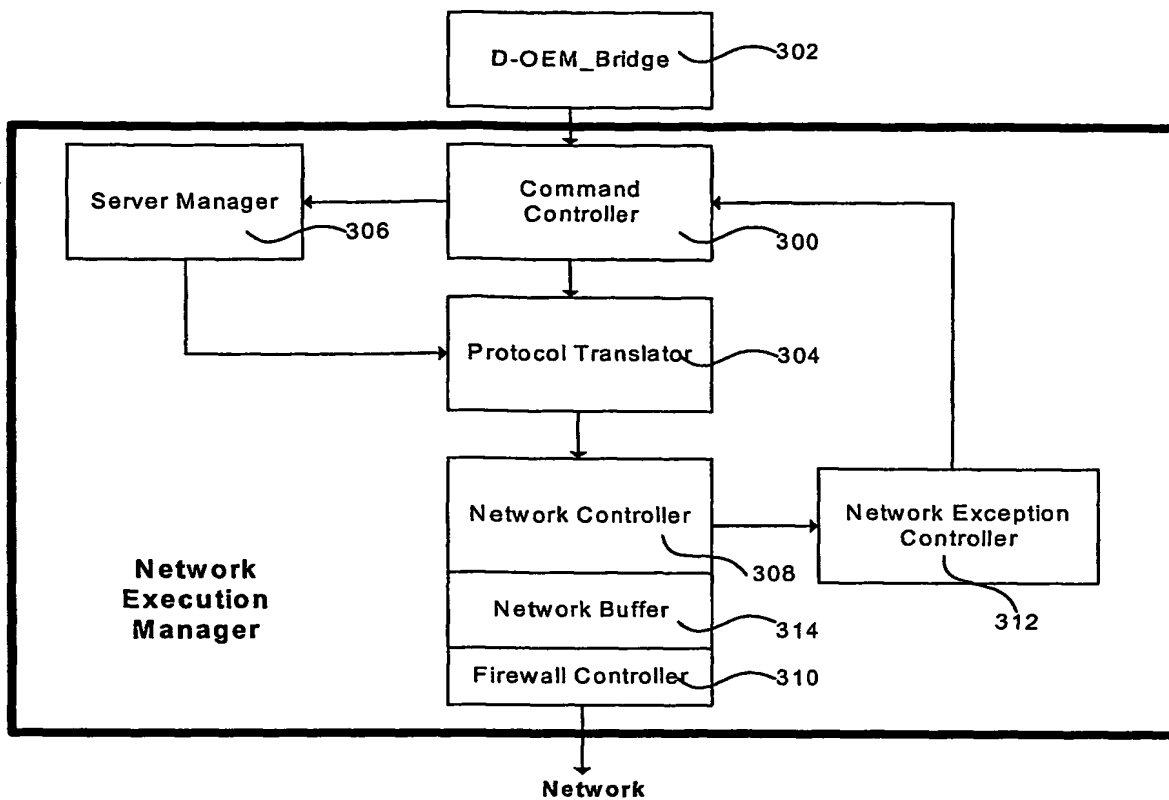 D-OEM_Bridge
302
Server Manager
306
Command
Controller
300
Protocol Translator
304
Network Controller
308
Network Exception
Controller
312
Network Buffer
314
Firewall Controller
310
Network
Execution
Manager
Network